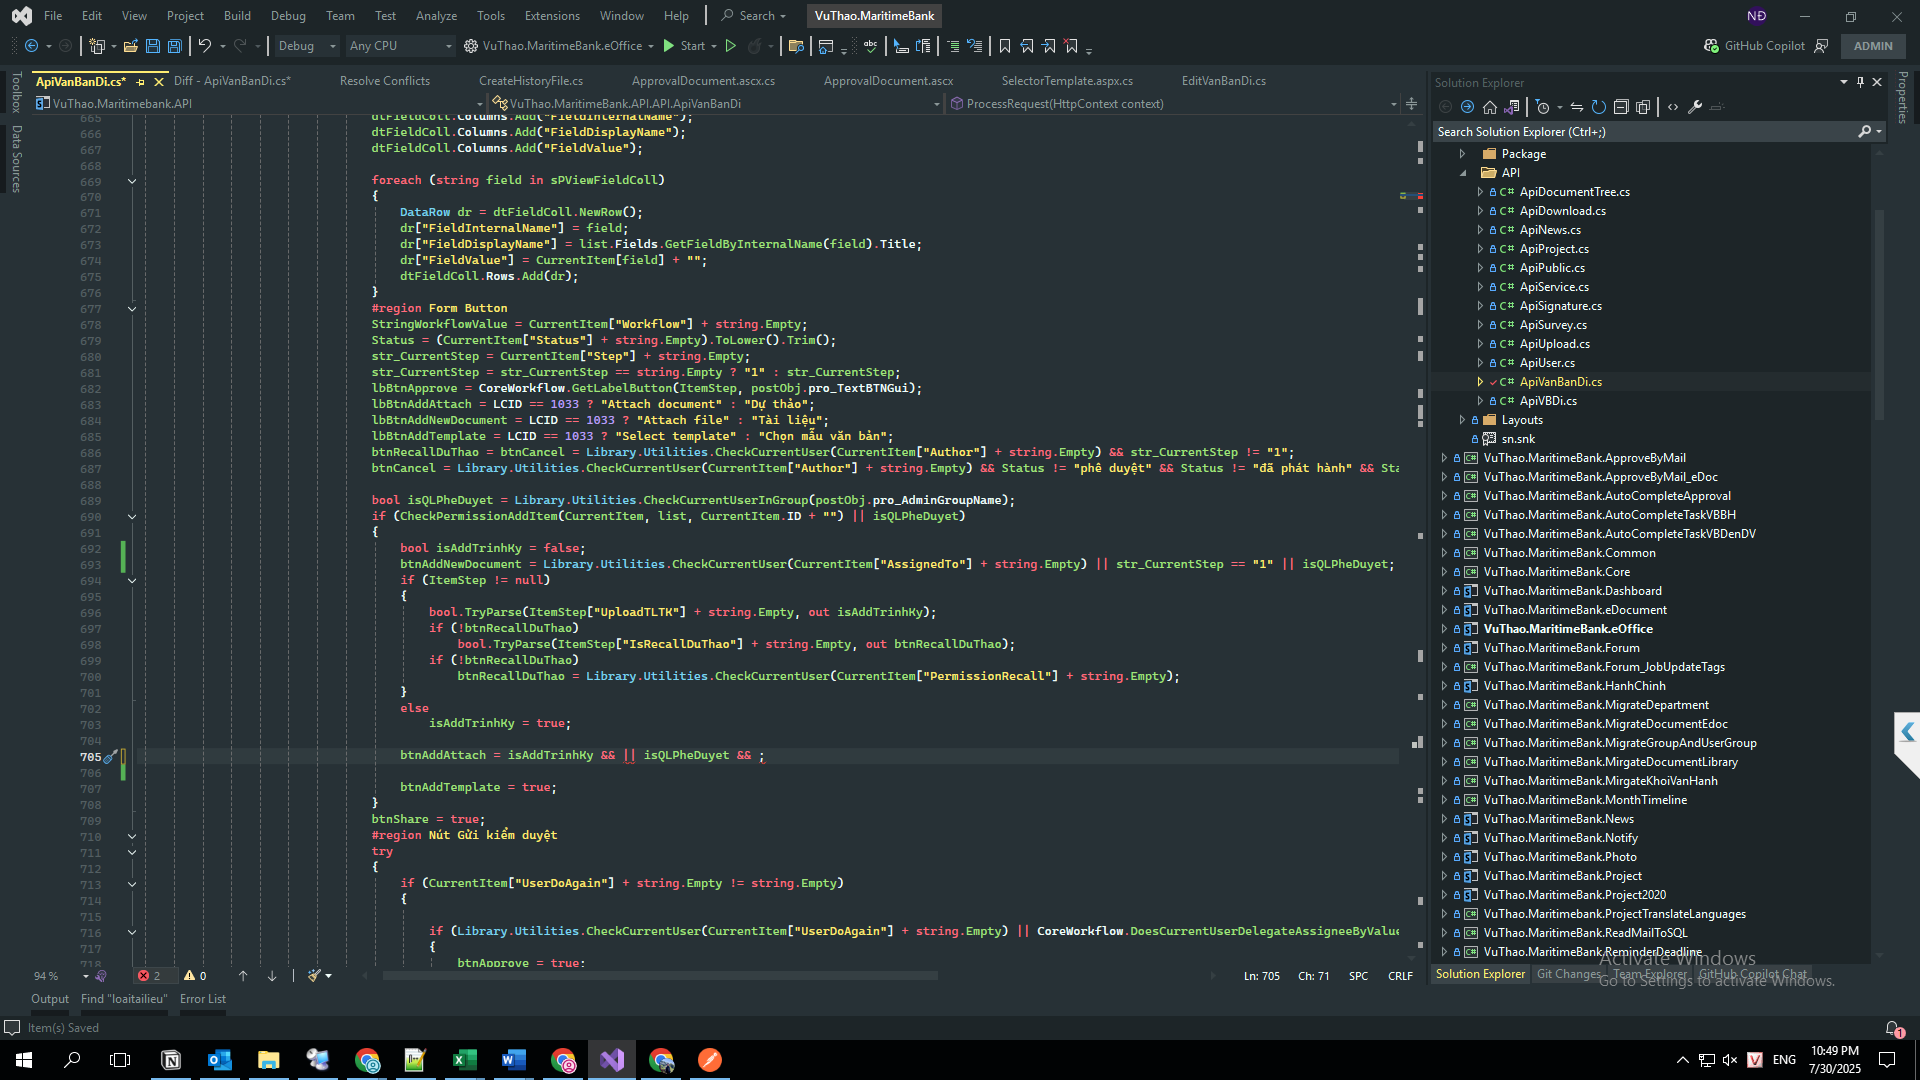 File Edit View Project Build Debug Team Test Analyze Tools Extensions Window Help Search VuThao.MaritimeBank NĐ
Debug Any CPU VuThao.MaritimeBank.eOffice Start GitHub Copilot ADMIN
ApiVanBanDi.cs* Diff - ApiVanBanDi.cs* Resolve Conflicts CreateHistoryFile.cs ApprovalDocument.ascx.cs ApprovalDocument.ascx SelectorTemplate.aspx.cs EditVanBanDi.cs
VuThao.Maritimebank.API VuThao.MaritimeBank.API.API.ApiVanBanDi ProcessRequest(HttpContext context)
Toolbox
Data Sources
665 dtFieldColl.Columns.Add("FieldInternalName");
666 dtFieldColl.Columns.Add("FieldDisplayName");
667 dtFieldColl.Columns.Add("FieldValue");
668
669 foreach (string field in sPViewFieldColl)
670 {
671 DataRow dr = dtFieldColl.NewRow();
672 dr["FieldInternalName"] = field;
673 dr["FieldDisplayName"] = list.Fields.GetFieldByInternalName(field).Title;
674 dr["FieldValue"] = CurrentItem[field] + "";
675 dtFieldColl.Rows.Add(dr);
676 }
677 #region Form Button
678 StringWorkflowValue = CurrentItem["Workflow"] + string.Empty;
679 Status = (CurrentItem["Status"] + string.Empty).ToLower().Trim();
680 str_CurrentStep = CurrentItem["Step"] + string.Empty;
681 str_CurrentStep = str_CurrentStep == string.Empty ? "1" : str_CurrentStep;
682 lbBtnApprove = CoreWorkflow.GetLabelButton(ItemStep, postObj.pro_TextBTNGui);
683 lbBtnAddAttach = LCID == 1033 ? "Attach document" : "Dự thảo";
684 lbBtnAddNewDocument = LCID == 1033 ? "Attach file" : "Tài liệu";
685 lbBtnAddTemplate = LCID == 1033 ? "Select template" : "Chọn mẫu văn bản";
686 btnRecallDuThao = btnCancel = Library.Utilities.CheckCurrentUser(CurrentItem["Author"] + string.Empty) && str_CurrentStep != "1";
687 btnCancel = Library.Utilities.CheckCurrentUser(CurrentItem["Author"] + string.Empty) && Status != "phê duyệt" && Status != "đã phát hành" && Sta
688
689 bool isQLPheDuyet = Library.Utilities.CheckCurrentUserInGroup(postObj.pro_AdminGroupName);
690 if (CheckPermissionAddItem(CurrentItem, list, CurrentItem.ID + "") || isQLPheDuyet)
691 {
692 bool isAddTrinhKy = false;
693 btnAddNewDocument = Library.Utilities.CheckCurrentUser(CurrentItem["AssignedTo"] + string.Empty) || str_CurrentStep == "1" || isQLPheDuyet;
694 if (ItemStep != null)
695 {
696 bool.TryParse(ItemStep["UploadTLTK"] + string.Empty, out isAddTrinhKy);
697 if (!btnRecallDuThao)
698 bool.TryParse(ItemStep["IsRecallDuThao"] + string.Empty, out btnRecallDuThao);
699 if (!btnRecallDuThao)
700 btnRecallDuThao = Library.Utilities.CheckCurrentUser(CurrentItem["PermissionRecall"] + string.Empty);
701 }
702 else
703 isAddTrinhKy = true;
704
705 btnAddAttach = isAddTrinhKy && || isQLPheDuyet && ;
706
707 btnAddTemplate = true;
708 }
709 btnShare = true;
710 #region Nút Gửi kiểm duyệt
711 try
712 {
713 if (CurrentItem["UserDoAgain"] + string.Empty != string.Empty)
714 {
715
716 if (Library.Utilities.CheckCurrentUser(CurrentItem["UserDoAgain"] + string.Empty) || CoreWorkflow.DoesCurrentUserDelegateAssigneeByValue
717 {
718 btnApprove = true;
94 % 2 0 Ln: 705 Ch: 71 SPC CRLF
Output Find "loaitailieu" Error List
Item(s) Saved
Solution Explorer
Search Solution Explorer (Ctrl+;)
Package
API
C# ApiDocumentTree.cs
C# ApiDownload.cs
C# ApiNews.cs
C# ApiProject.cs
C# ApiPublic.cs
C# ApiService.cs
C# ApiSignature.cs
C# ApiSurvey.cs
C# ApiUpload.cs
C# ApiUser.cs
C# ApiVanBanDi.cs
C# ApiVBDi.cs
Layouts
sn.snk
VuThao.MaritimeBank.ApproveByMail
VuThao.MaritimeBank.ApproveByMail_eDoc
VuThao.MaritimeBank.AutoCompleteApproval
VuThao.MaritimeBank.AutoCompleteTaskVBBH
VuThao.MaritimeBank.AutoCompleteTaskVBDenDV
VuThao.MaritimeBank.Common
VuThao.MaritimeBank.Core
VuThao.MaritimeBank.Dashboard
VuThao.MaritimeBank.eDocument
VuThao.MaritimeBank.eOffice
VuThao.MaritimeBank.Forum
VuThao.MaritimeBank.Forum_JobUpdateTags
VuThao.MaritimeBank.HanhChinh
VuThao.MaritimeBank.MigrateDepartment
VuThao.MaritimeBank.MigrateDocumentEdoc
VuThao.MaritimeBank.MigrateGroupAndUserGroup
VuThao.MaritimeBank.MirgateDocumentLibrary
VuThao.MaritimeBank.MirgateKhoiVanHanh
VuThao.MaritimeBank.MonthTimeline
VuThao.MaritimeBank.News
VuThao.MaritimeBank.Notify
VuThao.MaritimeBank.Photo
VuThao.MaritimeBank.Project
VuThao.MaritimeBank.Project2020
VuThao.Maritimebank.ProjectTranslateLanguages
VuThao.MaritimeBank.ReadMailToSQL
VuThao.MaritimeBank.ReminderDeadline
Solution Explorer Git Changes Team Explorer GitHub Copilot Chat
Properties
Activate Windows
Go to Settings to activate Windows.
1
ENG
10:49 PM
7/30/2025